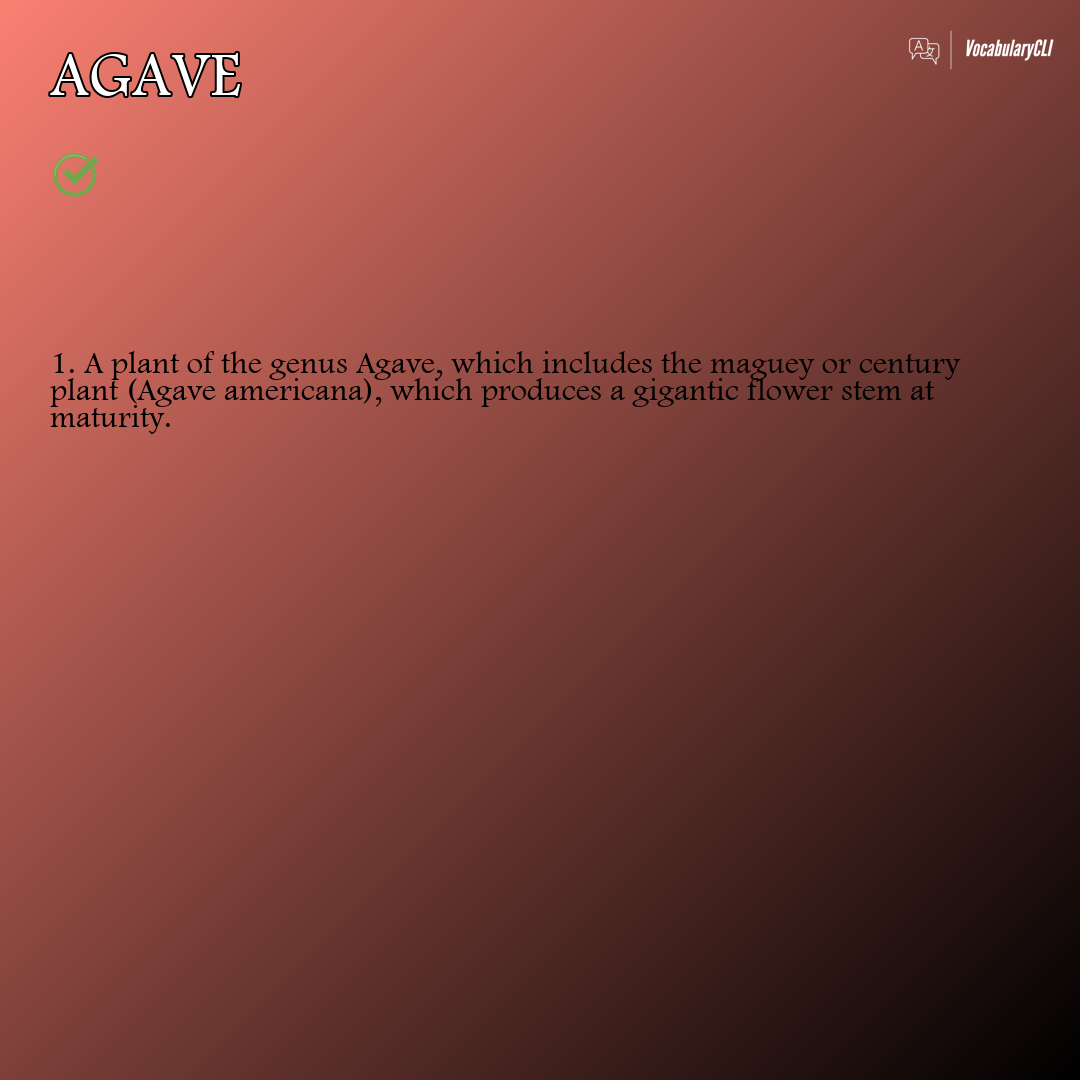 AGAVE
VocabularyCLI
1. A plant of the genus Agave, which includes the maguey or century
plant (Agave americana), which produces a gigantic flower stem at
maturity.